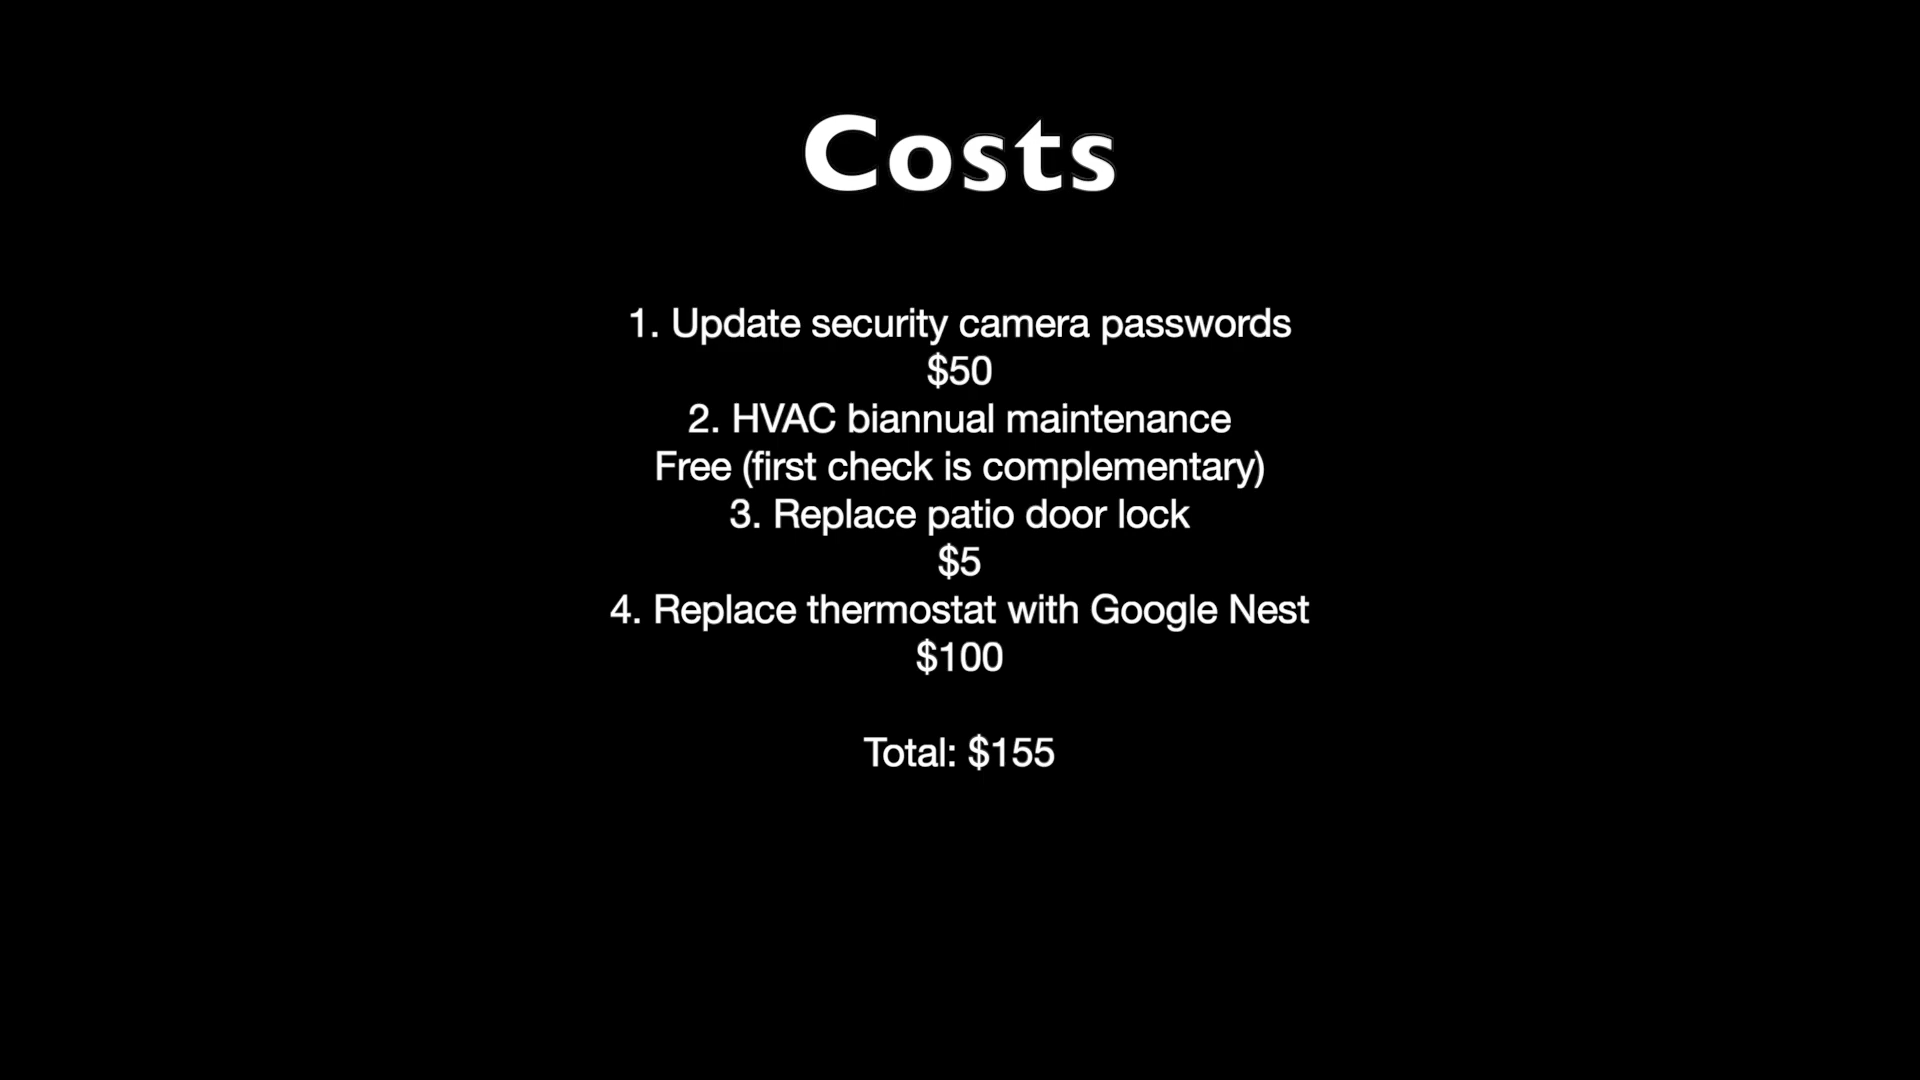 Costs
1. Update security camera passwords
$50
2. HVAC biannual maintenance
Free (first check is complementary)
3. Replace patio door lock
$5
4. Replace thermostat with Google Nest
$100
Total: $155